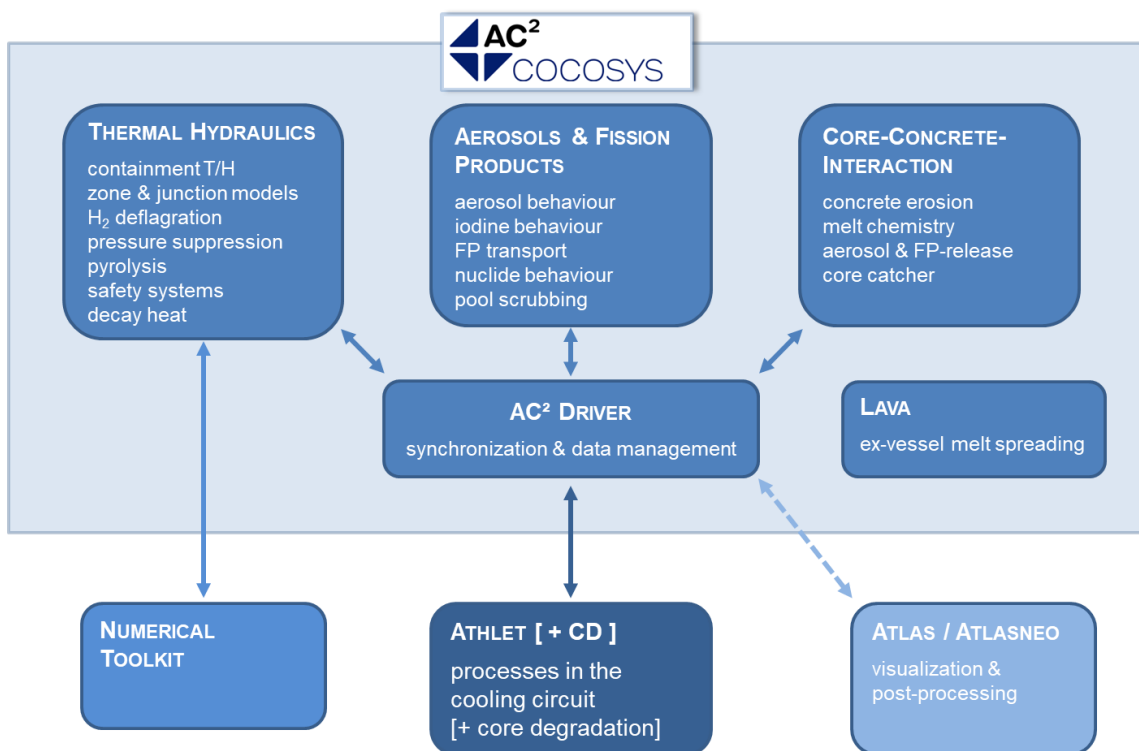 AC²
COCOSYS
THERMAL HYDRAULICS
containment T/H
zone & junction models
H₂ deflagration
pressure suppression
pyrolysis
safety systems
decay heat
AEROSOLS & FISSION
PRODUCTS
aerosol behaviour
iodine behaviour
FP transport
nuclide behaviour
pool scrubbing
CORE-CONCRETE-
INTERACTION
concrete erosion
melt chemistry
aerosol & FP-release
core catcher
AC² DRIVER
synchronization & data management
LAVA
ex-vessel melt spreading
NUMERICAL
TOOLKIT
ATHLET [ + CD ]
processes in the
cooling circuit
[+ core degradation]
ATLAS / ATLASNEO
visualization &
post-processing